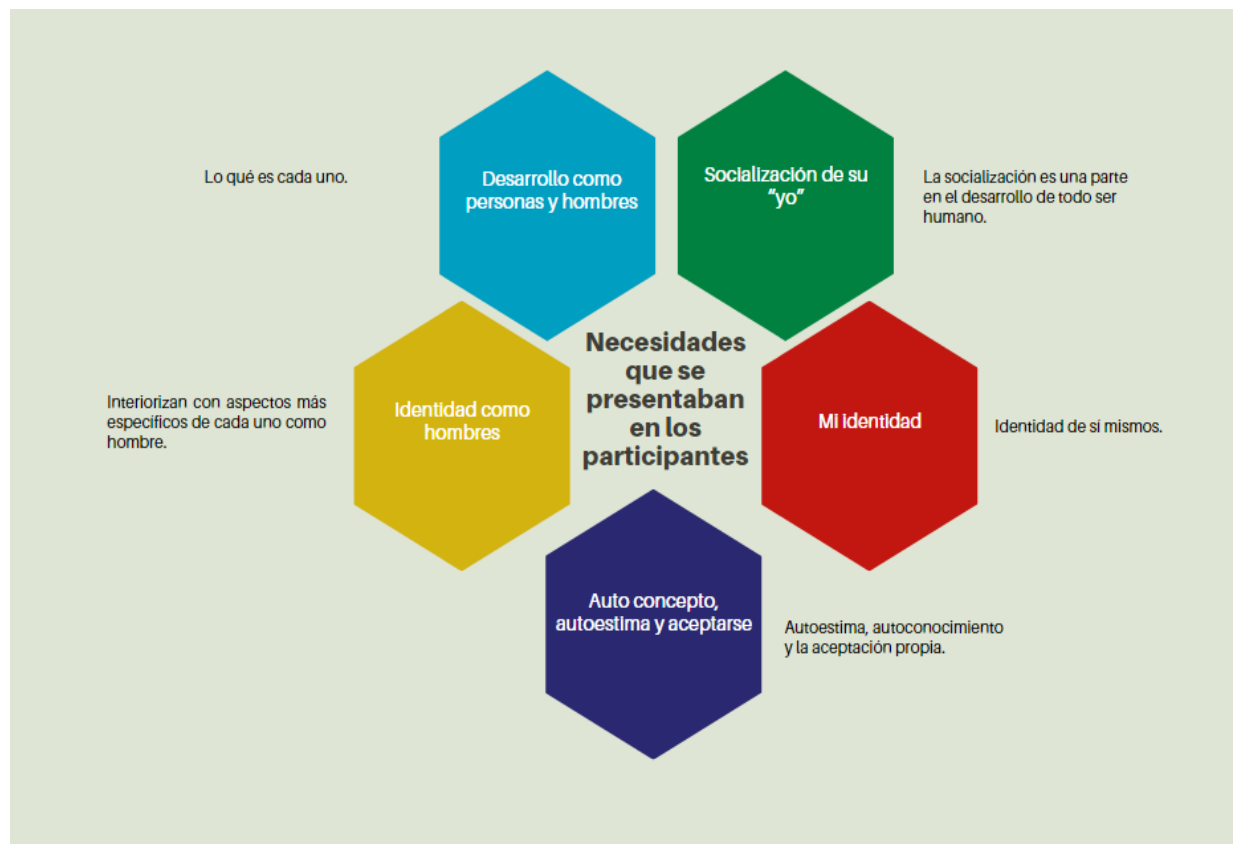 Lo qué es cada uno.
Desarrollo como
personas y hombres
Socialización de su
"yo"
La socialización es una parte
en el desarrollo de todo ser
humano.
Interiorizan con aspectos más
específicos de cada uno como
hombre.
Identidad como
hombres
Necesidades
que se
presentaban
en los
participantes
Mi identidad
Identidad de sí mismos.
Auto concepto,
autoestima y aceptarse
Autoestima, autoconocimiento
y la aceptación propia.